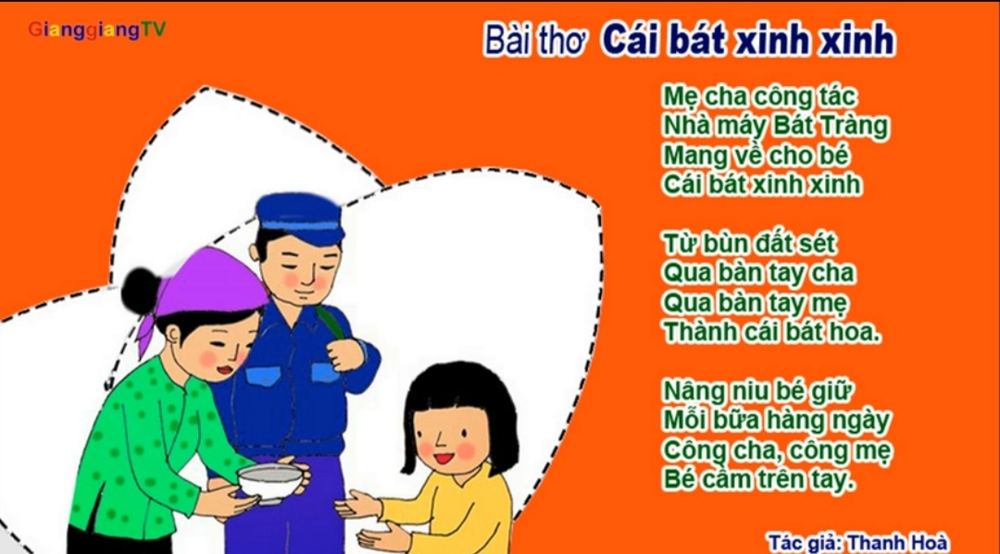 GianggiangTV
Bài thơ Cái bát xinh xinh
Mẹ cha công tác
Nhà máy Bát Tràng
Mang về cho bé
Cái bát xinh xinh
Từ bùn đất sét
Qua bàn tay cha
Qua bàn tay mẹ
Thành cái bát hoa.
Nâng niu bé giữ
Mỗi bữa hàng ngày
Công cha, công mẹ
Bé cầm trên tay.
Tác giả: Thanh Hoà